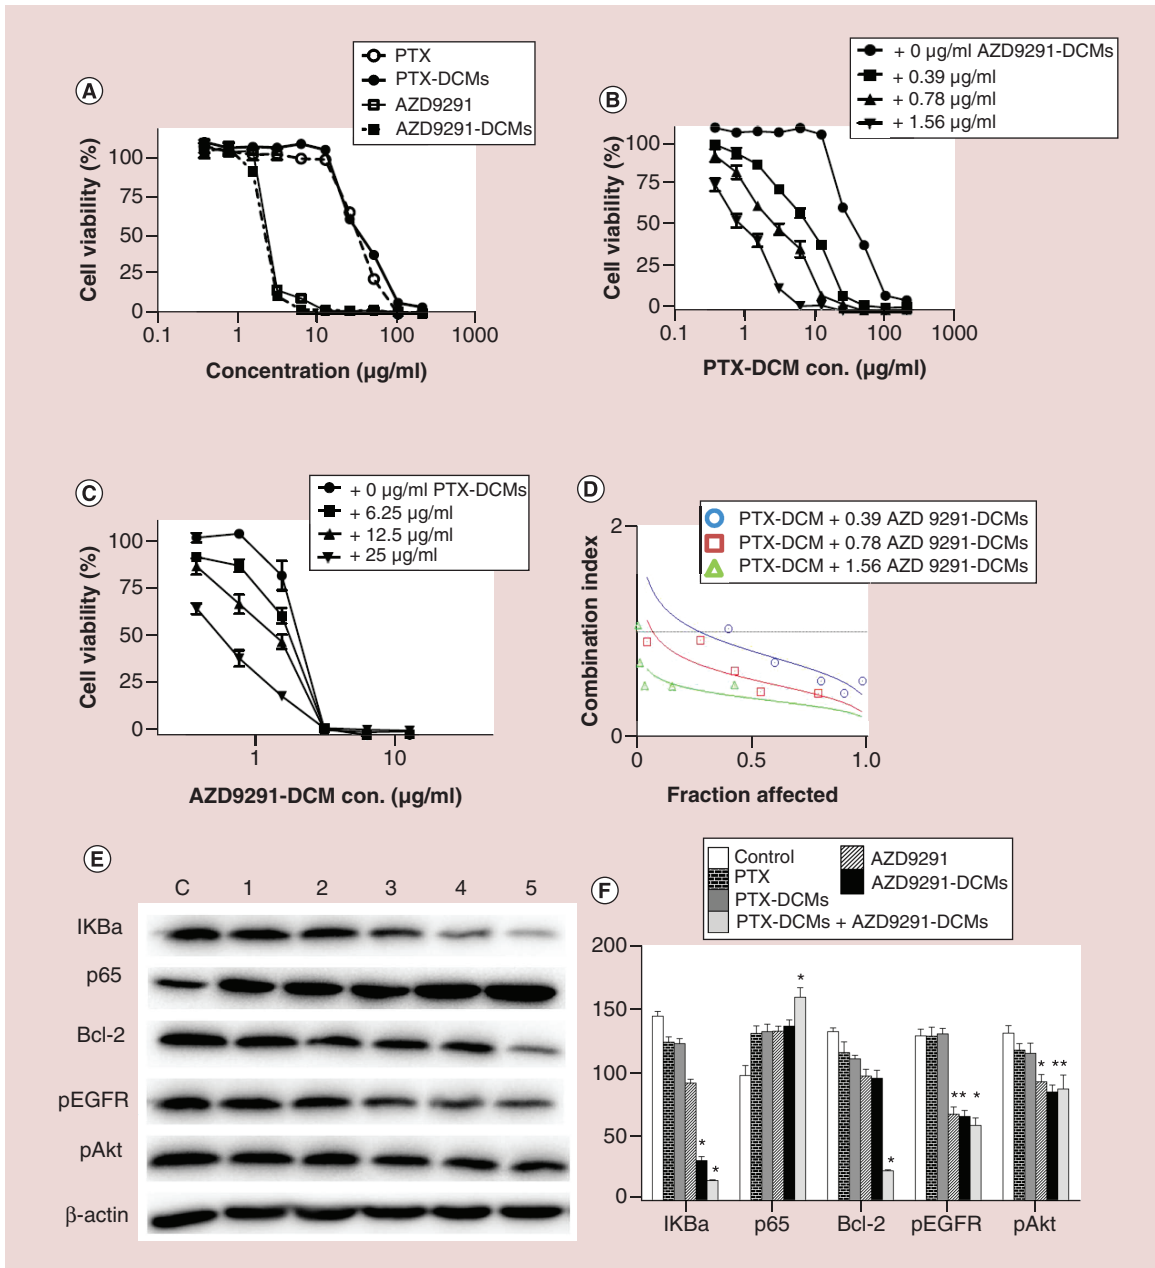 A
PTX
PTX-DCMs
AZD9291
AZD9291-DCMs
Cell viability (%)
100
75
50
25
0
0.1
1
10
100
1000
Concentration (µg/ml)
B
+ 0 µg/ml AZD9291-DCMs
+ 0.39 µg/ml
+ 0.78 µg/ml
+ 1.56 µg/ml
Cell viability (%)
100
75
50
25
0
0.1
1
10
100
1000
PTX-DCM con. (µg/ml)
C
+ 0 µg/ml PTX-DCMs
+ 6.25 µg/ml
+ 12.5 µg/ml
+ 25 µg/ml
Cell viability (%)
100
75
50
25
0
1
10
AZD9291-DCM con. (µg/ml)
D
PTX-DCM + 0.39 AZD 9291-DCMs
PTX-DCM + 0.78 AZD 9291-DCMs
PTX-DCM + 1.56 AZD 9291-DCMs
Combination index
2
1
0
0
0.5
1.0
Fraction affected
E
C 1 2 3 4 5
IKBa
p65
Bcl-2
pEGFR
pAkt
β-actin
F
Control
PTX
PTX-DCMs
PTX-DCMs + AZD9291-DCMs
AZD9291
AZD9291-DCMs
200
150
100
50
0
* *
*
*
** *
* **
IKBa p65 Bcl-2 pEGFR pAkt